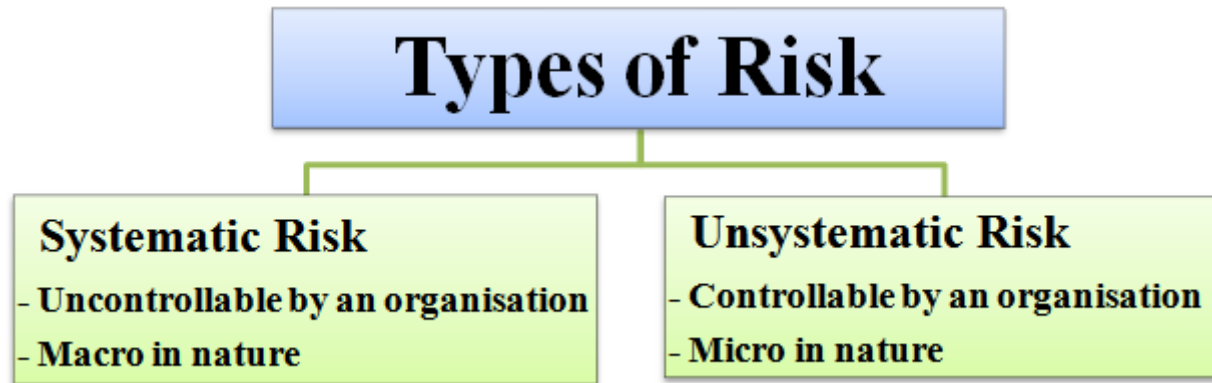 Types of Risk
Systematic Risk
- Uncontrollable by an organisation
- Macro in nature
Unsystematic Risk
- Controllable by an organisation
- Micro in nature